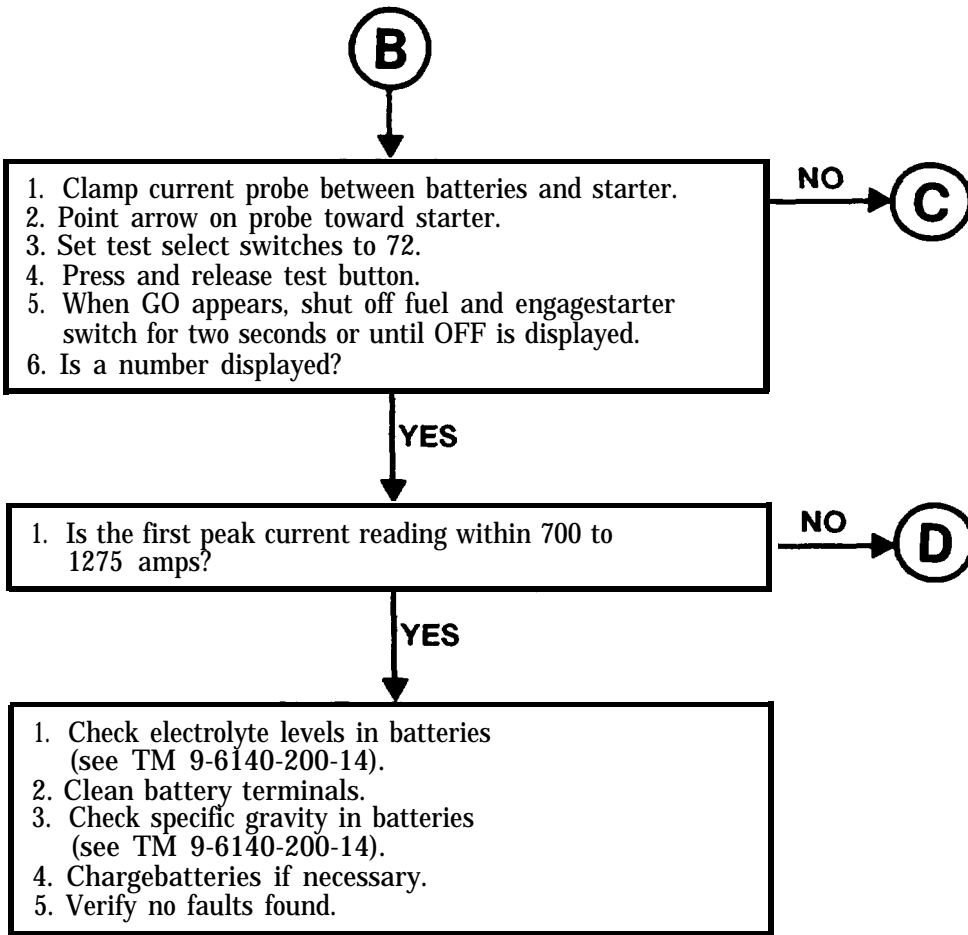 B
1. Clamp current probe between batteries and starter.
2. Point arrow on probe toward starter.
3. Set test select switches to 72.
4. Press and release test button.
5. When GO appears, shut off fuel and engagestarter
switch for two seconds or until OFF is displayed.
6. Is a number displayed?
NO
C
YES
1. Is the first peak current reading within 700 to
1275 amps?
NO
D
YES
1. Check electrolyte levels in batteries
(see TM 9-6140-200-14).
2. Clean battery terminals.
3. Check specific gravity in batteries
(see TM 9-6140-200-14).
4. Chargebatteries if necessary.
5. Verify no faults found.